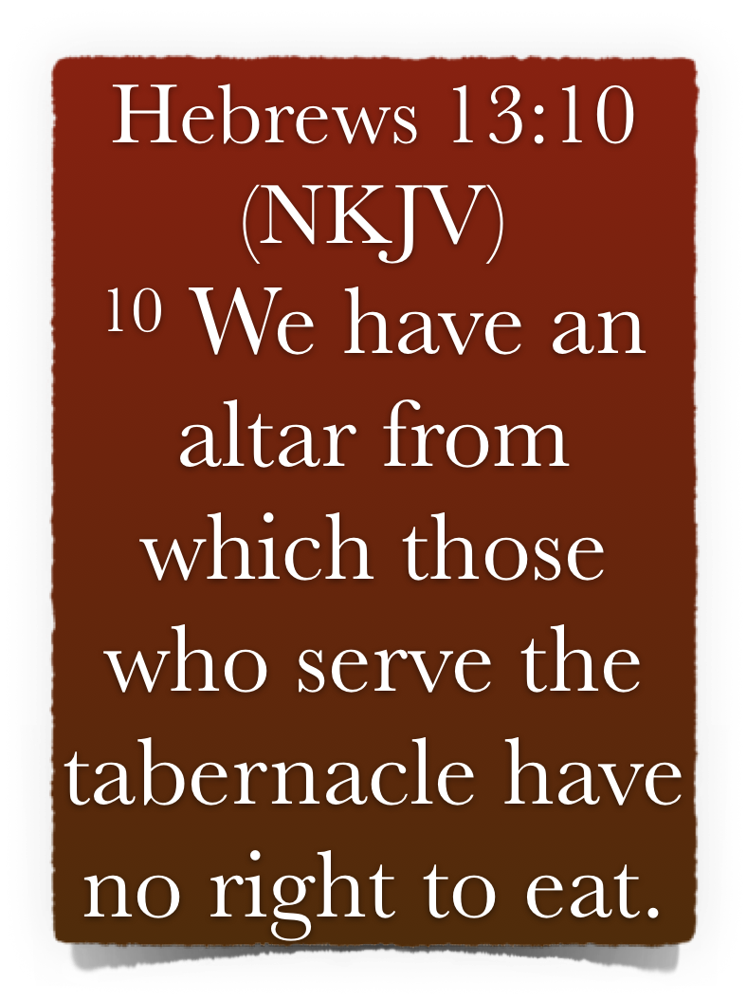 Hebrews 13:10
(NKJV)
10 We have an
altar from
which those
who serve the
tabernacle have
no right to eat.